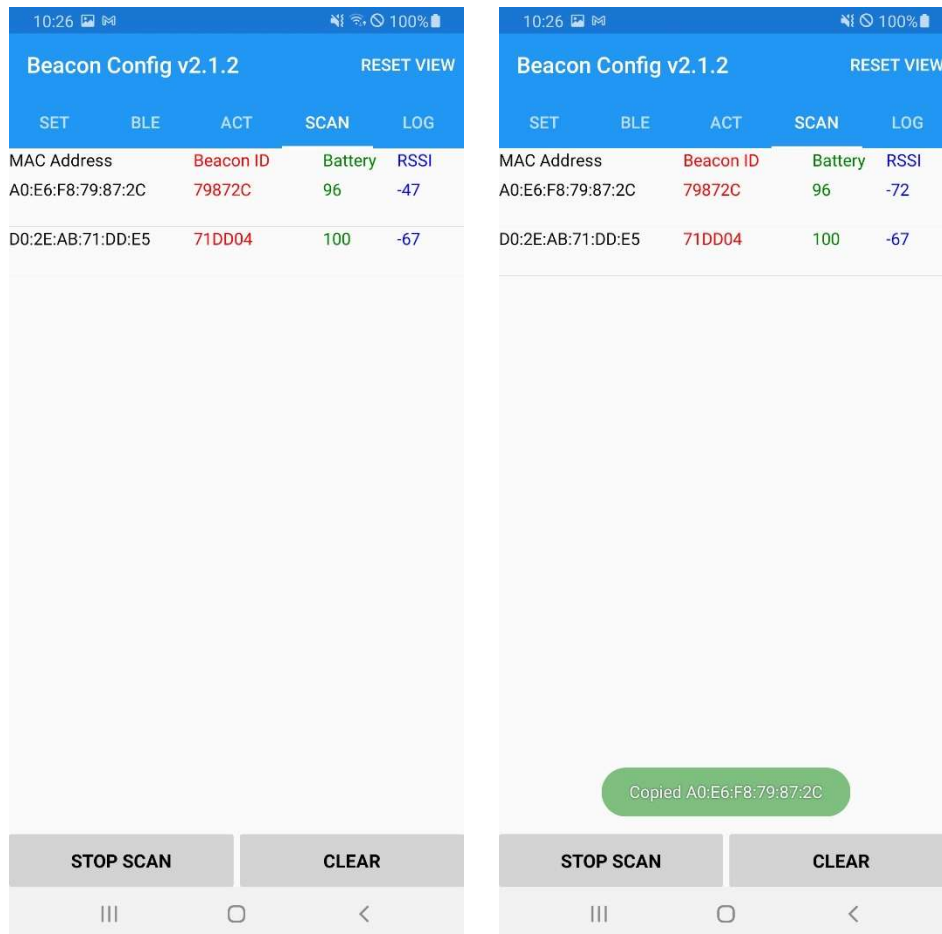 10:26 100%
Beacon Config v2.1.2 RESET VIEW
SET BLE ACT SCAN LOG
MAC Address Beacon ID Battery RSSI
A0:E6:F8:79:87:2C 79872C 96 -47
D0:2E:AB:71:DD:E5 71DD04 100 -67
STOP SCAN CLEAR
10:26 100%
Beacon Config v2.1.2 RESET VIEW
SET BLE ACT SCAN LOG
MAC Address Beacon ID Battery RSSI
A0:E6:F8:79:87:2C 79872C 96 -72
D0:2E:AB:71:DD:E5 71DD04 100 -67
Copied A0:E6:F8:79:87:2C
STOP SCAN CLEAR